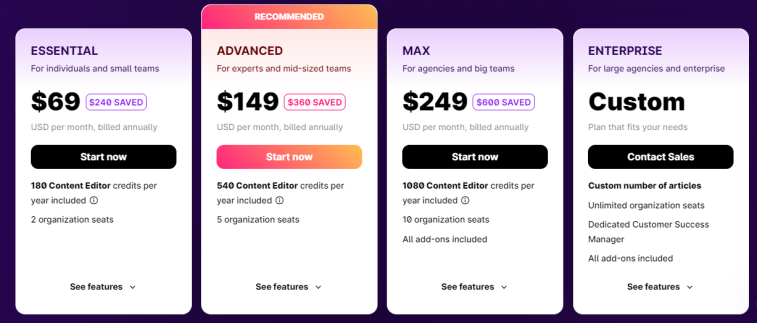 RECOMMENDED
ESSENTIAL
For individuals and small teams
$69 $240 SAVED
USD per month, billed annually
Start now
180 Content Editor credits per
year included
2 organization seats
See features
ADVANCED
For experts and mid-sized teams
$149 $360 SAVED
USD per month, billed annually
Start now
540 Content Editor credits per
year included
5 organization seats
See features
MAX
For agencies and big teams
$249 $600 SAVED
USD per month, billed annually
Start now
1080 Content Editor credits per
year included
10 organization seats
All add-ons included
See features
ENTERPRISE
For large agencies and enterprise
Custom
Plan that fits your needs
Contact Sales
Custom number of articles
Unlimited organization seats
Dedicated Customer Success
Manager
All add-ons included
See features